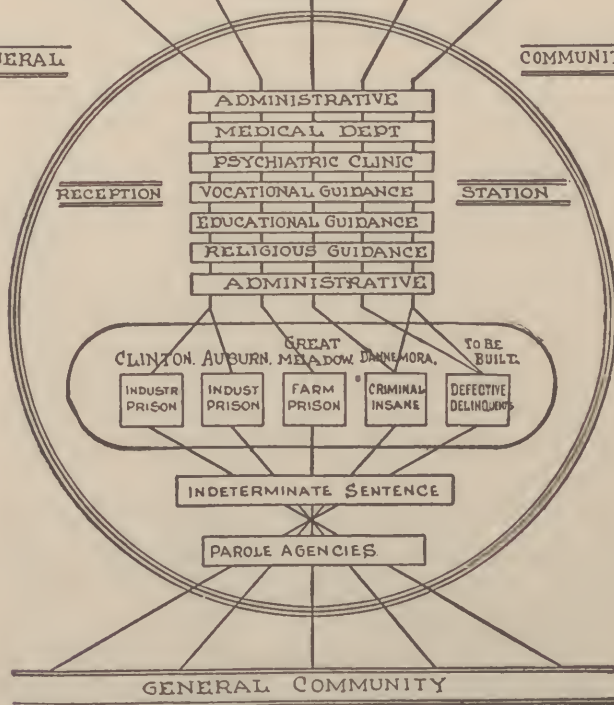 NERAL COMMUNIT
ADMINISTRATIVE
MEDICAL DEPT
PSYCHIATRIC CLINIC
RECEPTION VOCATIONAL GUIDANCE STATION
EDUCATIONAL GUIDANCE
RELIGIOUS GUIDANCE
ADMINISTRATIVE
CLINTON. AUBURN. GREAT MEADOW. DANNEMORA. TO BE BUILT.
INDUSTR PRISON
INDUST PRISON
FARM PRISON
CRIMINAL INSANE
DEFECTIVE DELINQUENTS
INDETERMINATE SENTENCE
PAROLE AGENCIES
GENERAL COMMUNITY